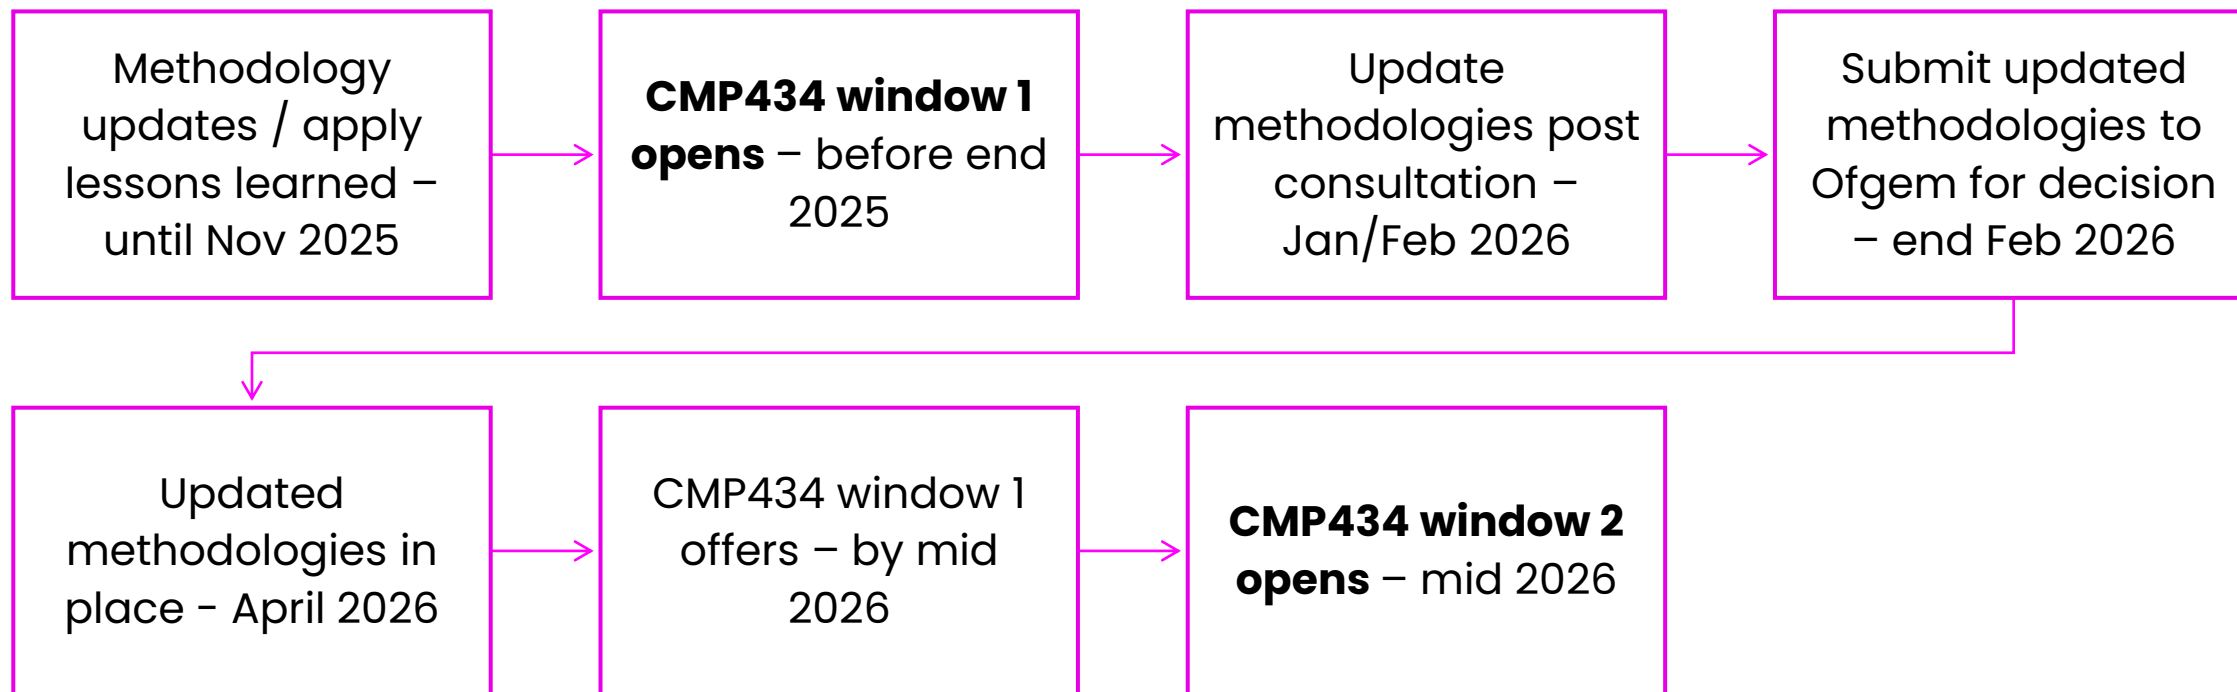 Methodology
updates / apply
lessons learned –
until Nov 2025
CMP434 window 1
opens – before end
2025
Update
methodologies post
consultation –
Jan/Feb 2026
Submit updated
methodologies to
Ofgem for decision
– end Feb 2026
Updated
methodologies in
place - April 2026
CMP434 window 1
offers – by mid
2026
CMP434 window 2
opens – mid 2026